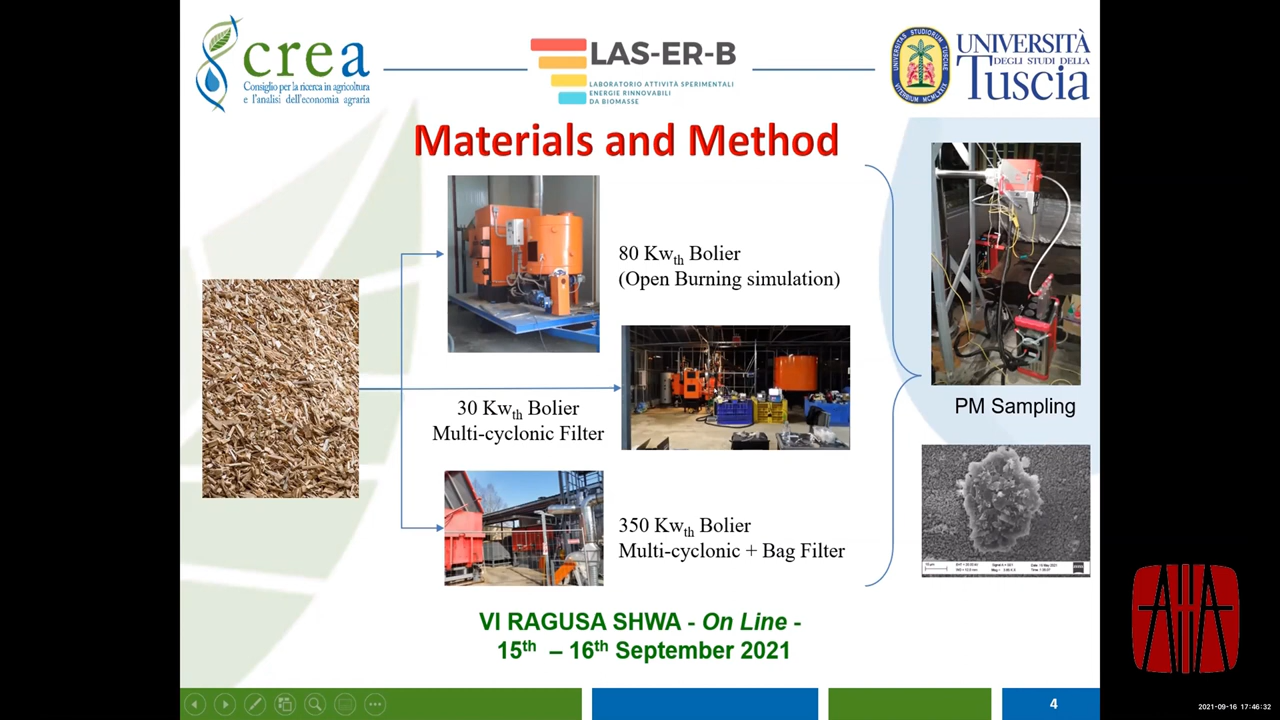 crea
Consiglio per la ricerca in agricoltura
e l'analisi dell'economia agraria
LAS-ER-B
LABORATORIO ATTIVITÀ SPERIMENTALI
ENERGIE RINNOVABILI
DA BIOMASSE
UNIVERSITÀ
DEGLI STUDI DELLA
Tuscia
Materials and Method
80 Kwth Bolier
(Open Burning simulation)
30 Kwth Bolier
Multi-cyclonic Filter
350 Kwth Bolier
Multi-cyclonic + Bag Filter
PM Sampling
VI RAGUSA SHWA - On Line -
15th – 16th September 2021
4
2021-09-16 17:46:32